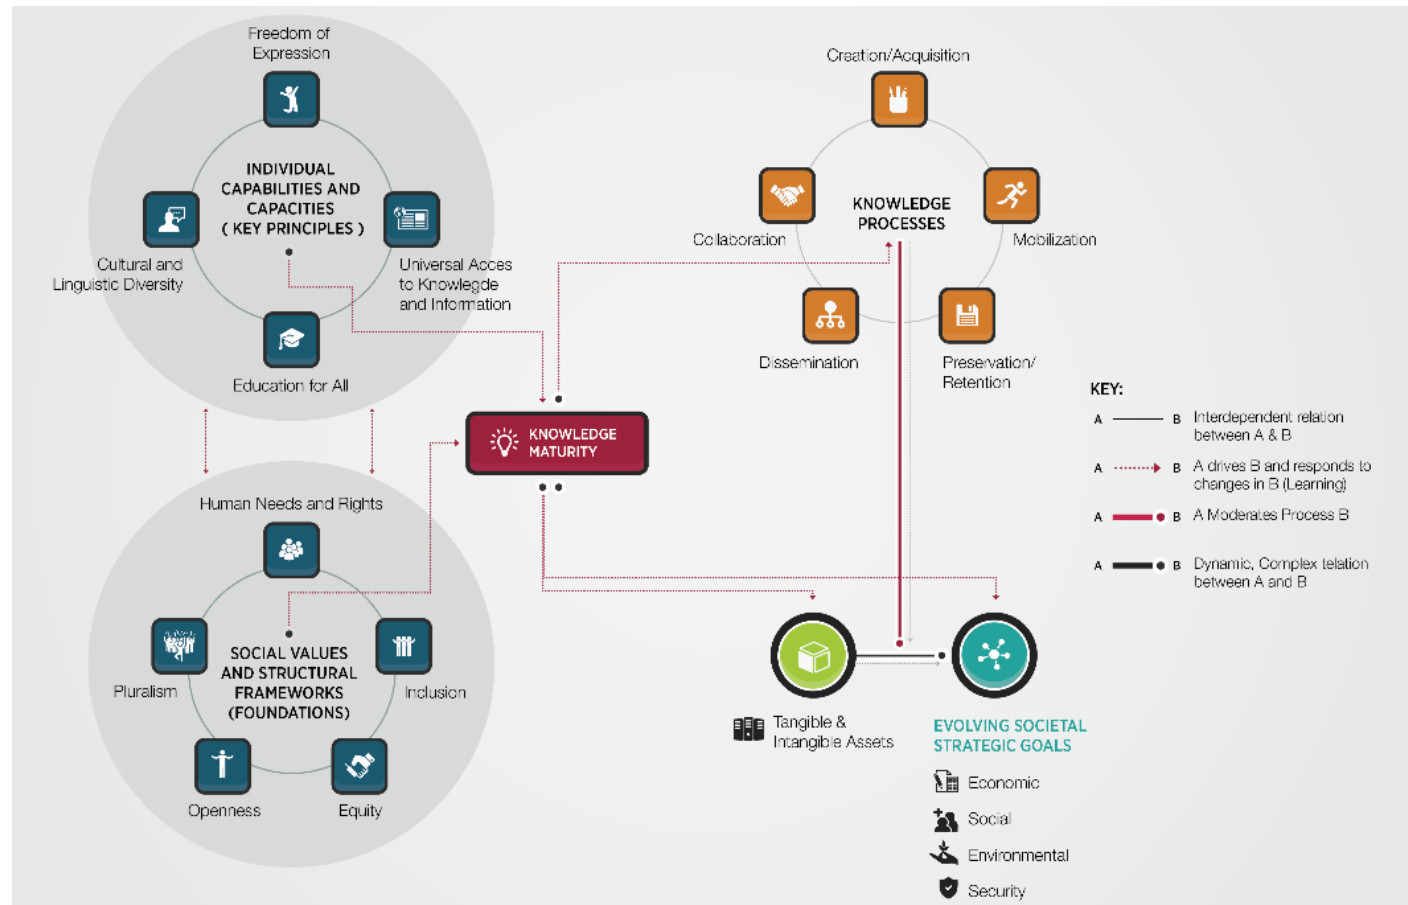 Freedom of
Expression
INDIVIDUAL
CAPABILITIES AND
CAPACITIES
( KEY PRINCIPLES )
Cultural and
Linguistic Diversity
Universal Acces
to Knowlegde
and Information
Education for All
Human Needs and Rights
SOCIAL VALUES
AND STRUCTURAL
FRAMEWORKS
(FOUNDATIONS)
Pluralism
Inclusion
Openness
Equity
KNOWLEDGE
MATURITY
Creation/Acquisition
KNOWLEDGE
PROCESSES
Collaboration
Mobilization
Dissemination
Preservation/
Retention
Tangible &
Intangible Assets
EVOLVING SOCIETAL
STRATEGIC GOALS
Economic
Social
Environmental
Security
KEY:
A B Interdependent relation
between A & B
A B A drives B and responds to
changes in B (Learning)
A B A Moderates Process B
A B Dynamic, Complex telation
between A and B